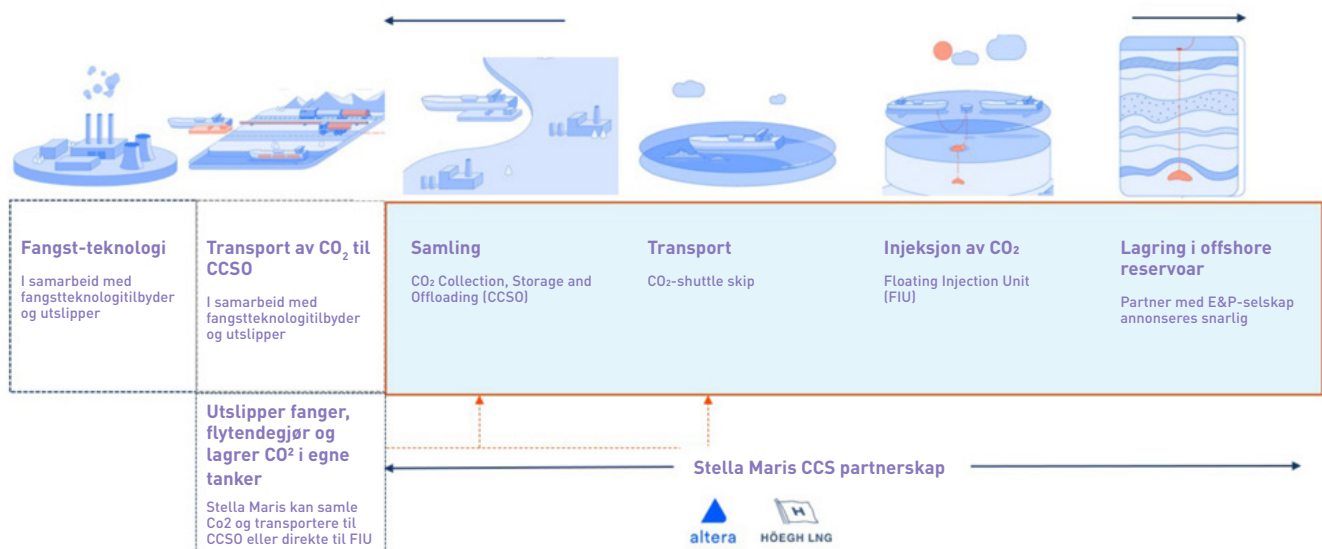 Fangst-teknologi
I samarbeid med
fangstteknologitilbyder
og utslipper
Transport av CO₂ til
CCSO
I samarbeid med
fangstteknologitilbyder
og utslipper
Samling
CO₂ Collection, Storage and
Offloading (CCSO)
Transport
CO₂-shuttle skip
Injeksjon av CO₂
Floating Injection Unit
(FIU)
Lagring i offshore
reservoar
Partner med E&P-selskap
annonseres snarlig
Utslipper fanger,
flytendegjør og
lagrer CO² i egne
tanker
Stella Maris kan samle
Co2 og transportere til
CCSO eller direkte til FIU
Stella Maris CCS partnerskap
altera
H
HÖEGH LNG